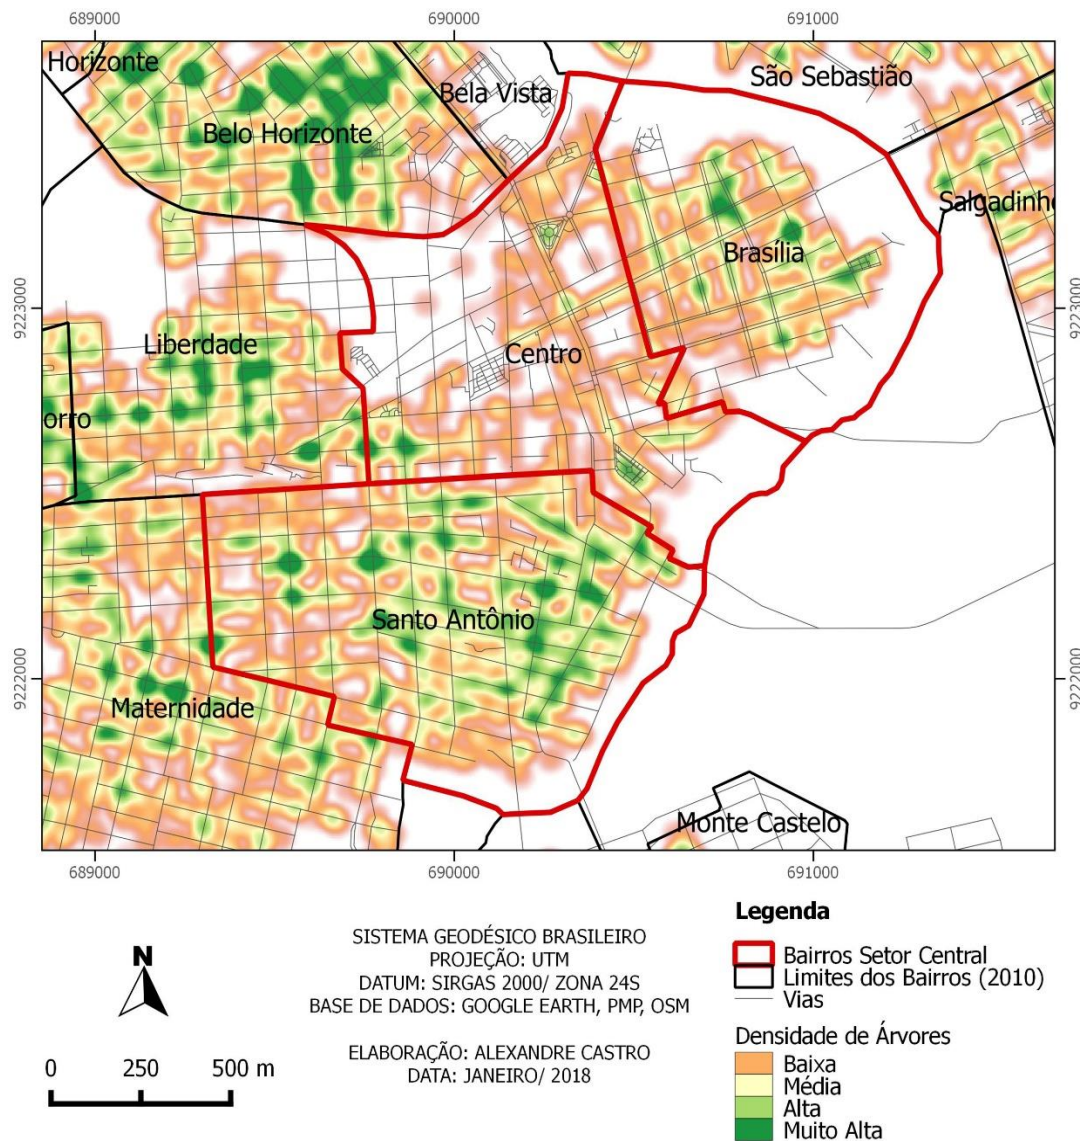 689000 690000 691000
Horizonte
São Sebastião
Bela Vista
Belo Horizonte
Salgadinho
Brasília
9223000 9223000
Liberdade
Centro
orro
Santo Antônio
9222000 9222000
Maternidade
Monte Castelo
689000 690000 691000
N
0 250 500 m
SISTEMA GEODÉSICO BRASILEIRO
PROJEÇÃO: UTM
DATUM: SIRGAS 2000/ ZONA 24S
BASE DE DADOS: GOOGLE EARTH, PMP, OSM
ELABORAÇÃO: ALEXANDRE CASTRO
DATA: JANEIRO/ 2018
Legenda
Bairros Setor Central
Limites dos Bairros (2010)
Vias
Densidade de Árvores
Baixa
Média
Alta
Muito Alta